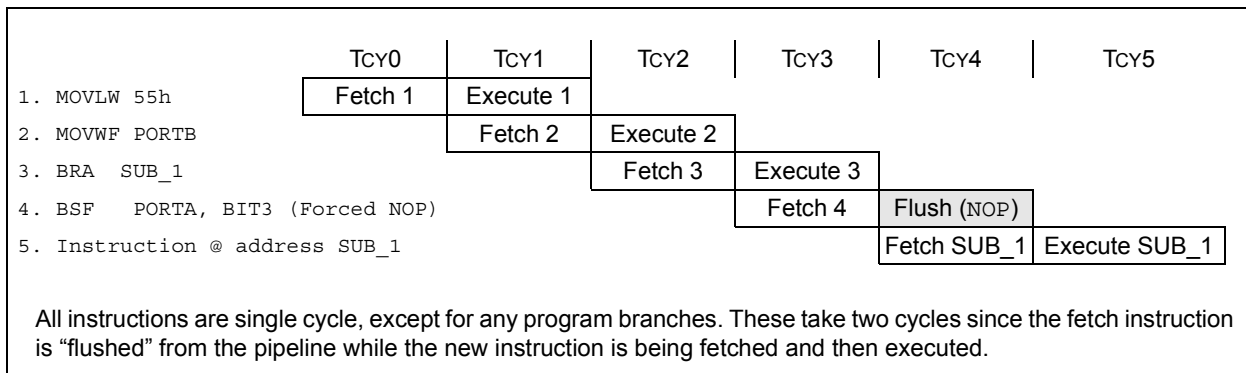 TCY0 TCY1 TCY2 TCY3 TCY4 TCY5
1. MOVLW 55h Fetch 1 Execute 1
2. MOVWF PORTB Fetch 2 Execute 2
3. BRA SUB_1 Fetch 3 Execute 3
4. BSF PORTA, BIT3 (Forced NOP) Fetch 4 Flush (NOP)
5. Instruction @ address SUB_1 Fetch SUB_1 Execute SUB_1
All instructions are single cycle, except for any program branches. These take two cycles since the fetch instruction
is “flushed” from the pipeline while the new instruction is being fetched and then executed.